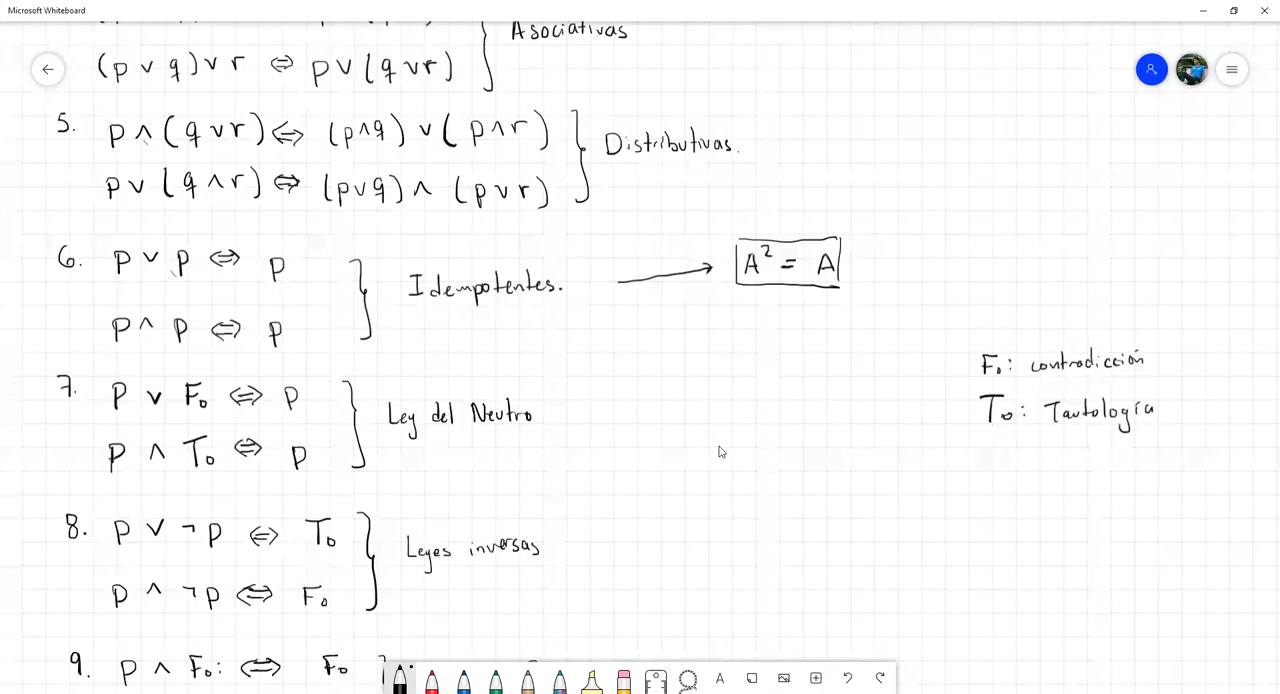 Microsoft Whiteboard
Asociativas
(p ∨ q) ∨ r ⇔ p ∨ (q ∨ r)
5. p ∧ (q ∨ r) ⇔ (p ∧ q) ∨ (p ∧ r)
Distributivas.
p ∨ (q ∧ r) ⇔ (p ∨ q) ∧ (p ∨ r)
6. p ∨ p ⇔ p
Idempotentes. → A² = A
p ∧ p ⇔ p
F₀: contradicción
T₀: Tautología
7. p ∨ F₀ ⇔ p
Ley del Neutro
p ∧ T₀ ⇔ p
8. p ∨ ¬p ⇔ T₀
Leyes inversas
p ∧ ¬p ⇔ F₀
9. p ∧ F₀: ⇔ F₀